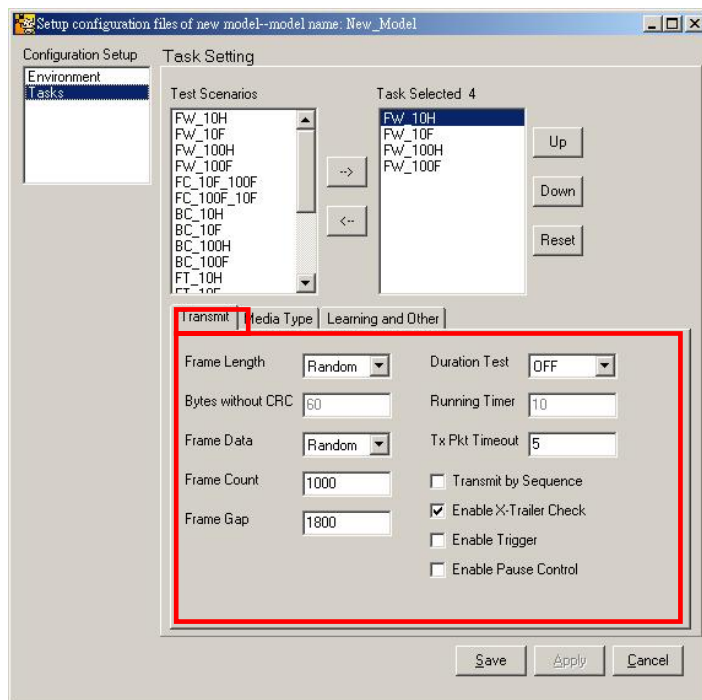 Setup configuration files of new model--model name: New_Model
Configuration Setup
Environment
Tasks
Task Setting
Test Scenarios
FW_10H
FW_10F
FW_100H
FW_100F
FC_10F_100F
FC_100F_10F
BC_10H
BC_10F
BC_100H
BC_100F
FT_10H
FT_10F
-->
<--
Task Selected 4
FW_10H
FW_10F
FW_100H
FW_100F
Up
Down
Reset
Transmit
Media Type
Learning and Other
Frame Length
Random
Bytes without CRC
60
Frame Data
Random
Frame Count
1000
Frame Gap
1800
Duration Test
OFF
Running Timer
10
Tx Pkt Timeout
5
Transmit by Sequence
Enable X-Trailer Check
Enable Trigger
Enable Pause Control
Save
Apply
Cancel